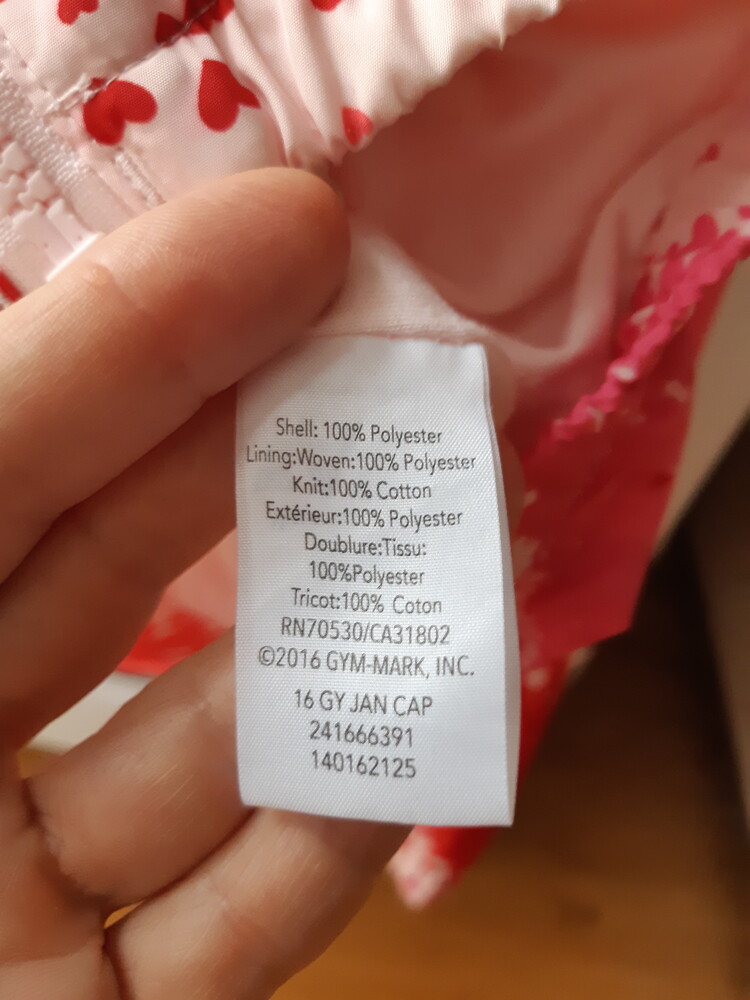 Shell: 100% Polyester
Lining:Woven:100% Polyester
Knit:100% Cotton
Extérieur:100% Polyester
Doublure:Tissu:
100%Polyester
Tricot:100% Coton
RN70530/CA31802
©2016 GYM-MARK, INC.
16 GY JAN CAP
241666391
140162125